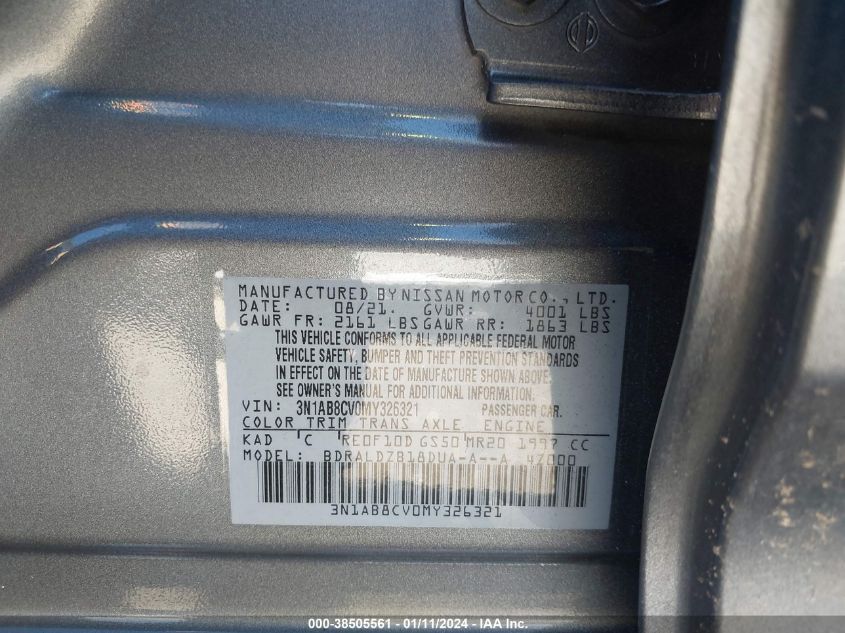 MANUFACTURED BY NISSAN MOTOR CO., LTD.
DATE: 08/21. GVWR: 4001 LBS
GAWR FR: 2161 LBS GAWR RR: 1863 LBS
THIS VEHICLE CONFORMS TO ALL APPLICABLE FEDERAL MOTOR
VEHICLE SAFETY, BUMPER AND THEFT PREVENTION STANDARDS
IN EFFECT ON THE DATE OF MANUFACTURE SHOWN ABOVE.
SEE OWNER'S MANUAL FOR ADDITIONAL INFORMATION.
VIN: 3N1AB8CV0MY326321 PASSENGER CAR.
COLOR TRIM TRANS AXLE ENGINE
KAD C RE0F10D GS50 MR20 1997 CC
MODEL: BDRALDZB18DUA-A--A 47000
3N1AB8CV0MY326321
000-38505561 - 01/11/2024 - IAA Inc.